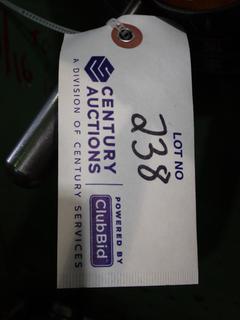 CENTURY
AUCTIONS
A DIVISION OF CENTURY SERVICES
POWERED BY
ClubBid
LOT NO
238